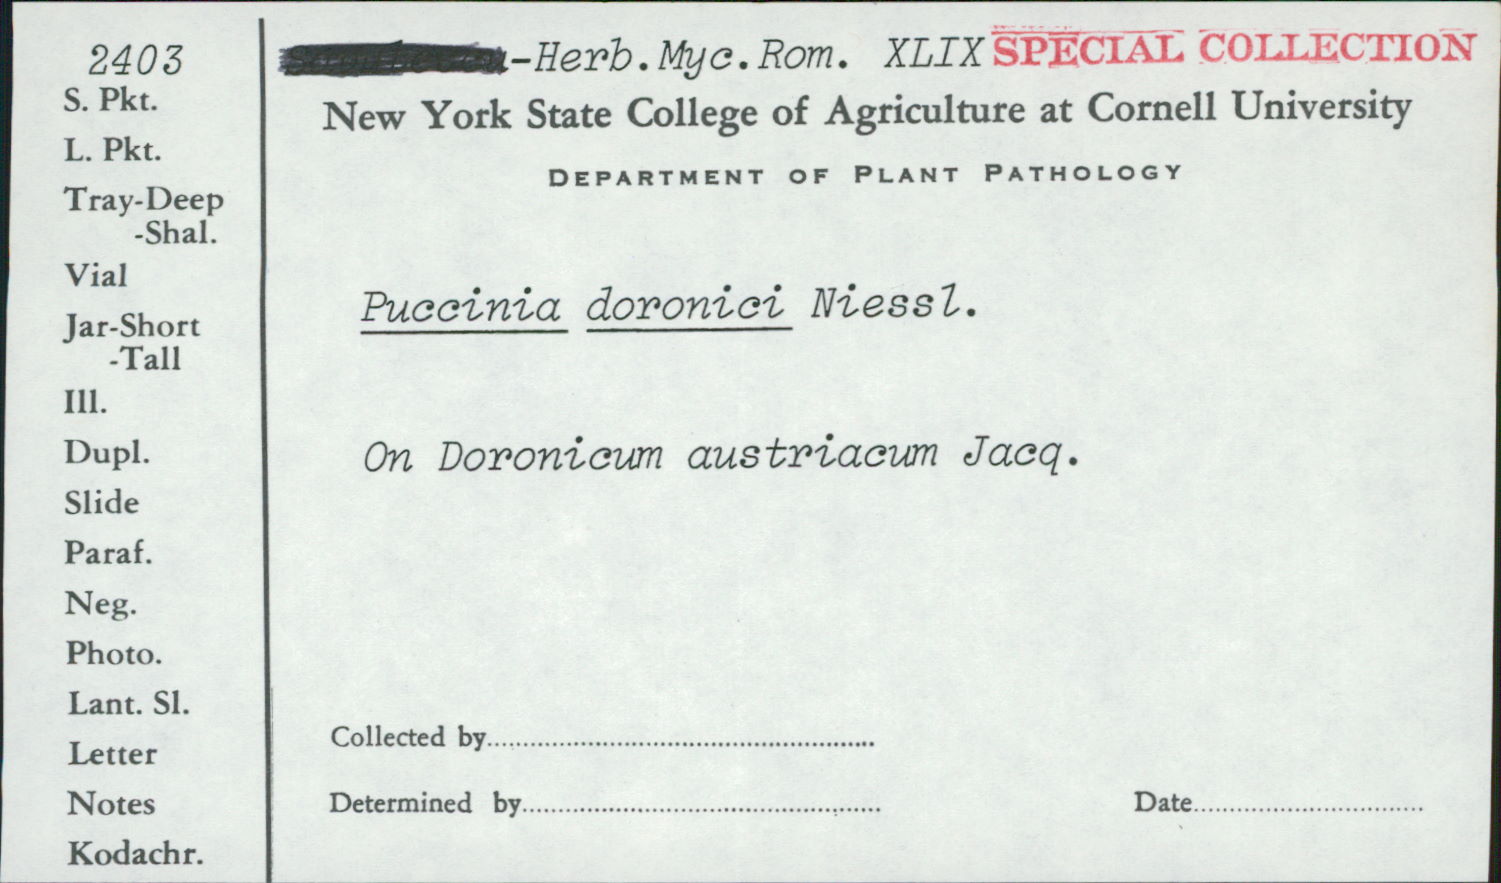 2403
S. Pkt.
L. Pkt.
Tray-Deep
-Shal.
Vial
Jar-Short
-Tall
Ill.
Dupl.
Slide
Paraf.
Neg.
Photo.
Lant. Sl.
Letter
Notes
Kodachr.
-Herb.Myc.Rom. XLIX SPECIAL COLLECTION
New York State College of Agriculture at Cornell University
DEPARTMENT OF PLANT PATHOLOGY
Puccinia doronici Niessl.
On Doronicum austriacum Jacq.
Collected by
Determined by
Date